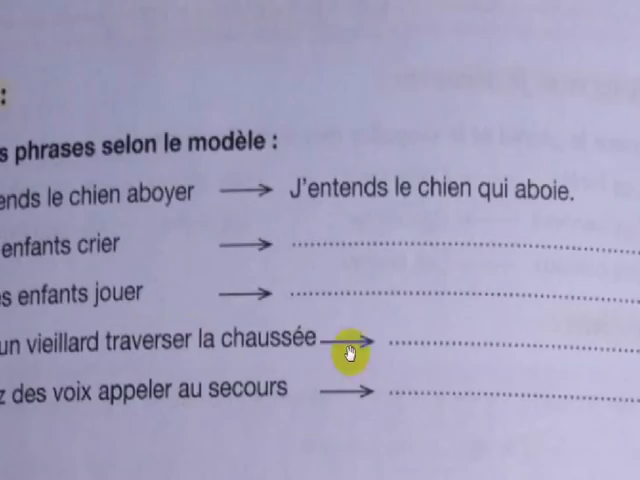 :
s phrases selon le modèle :
ends le chien aboyer → J'entends le chien qui aboie.
enfants crier → ........................................
s enfants jouer → ........................................
un vieillard traverser la chaussée → ........................................
z des voix appeler au secours → ........................................